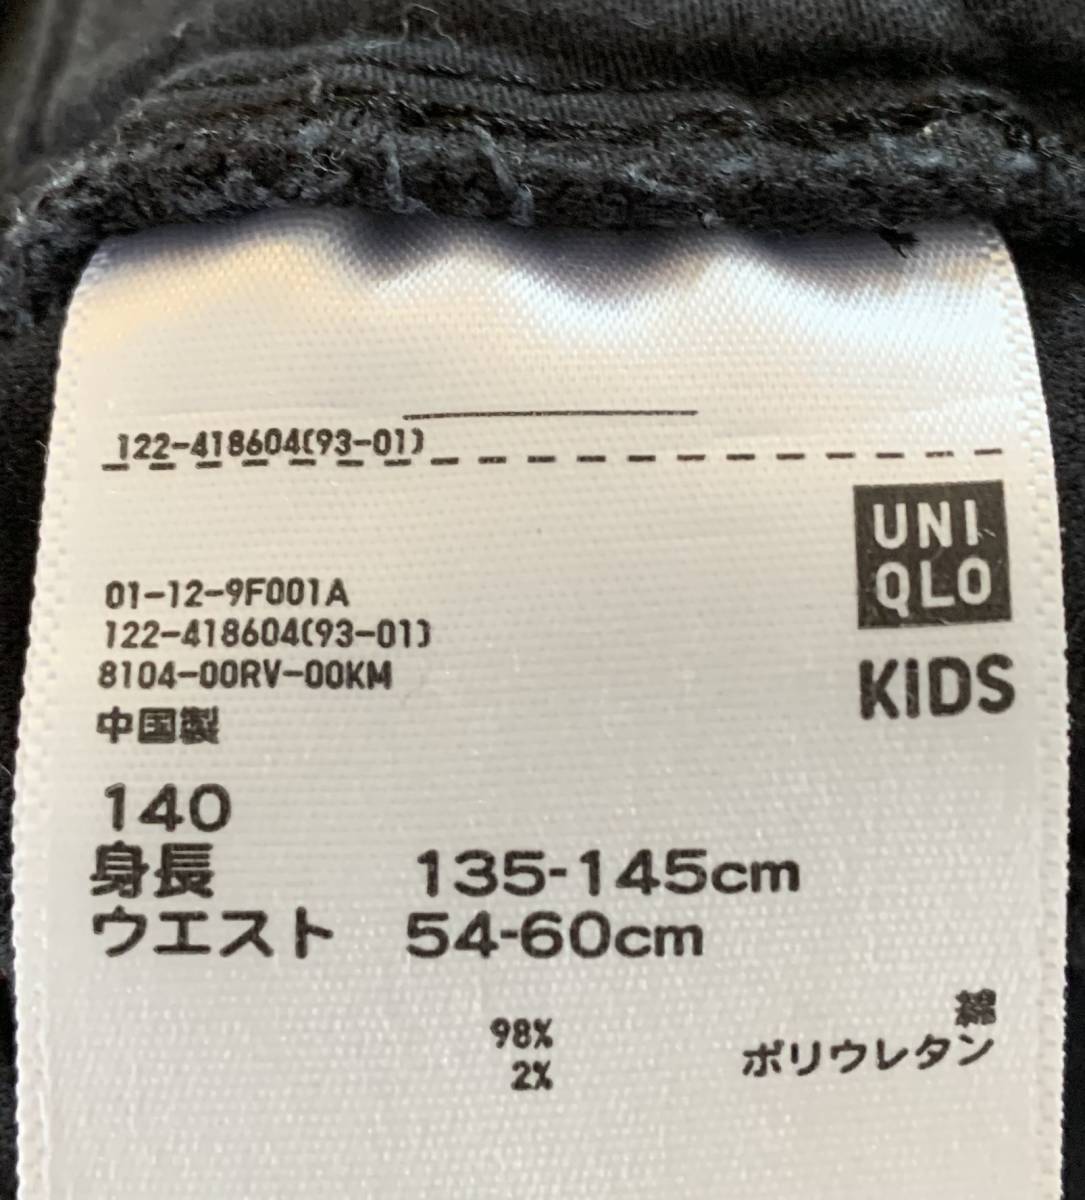 122-418604(93-01)
UNI
QLO
KIDS
01-12-9F001A
122-418604(93-01)
8104-00RV-00KM
中国製
140
身長 135-145cm
ウエスト 54-60cm
98% 綿
2% ポリウレタン